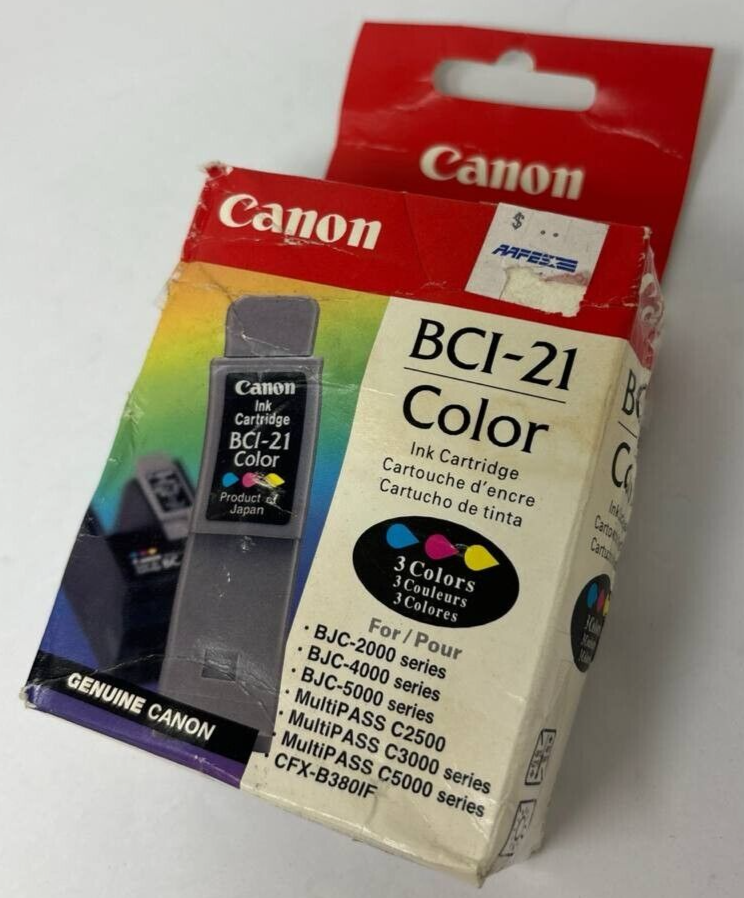 Canon
Canon
$ ..
AAFES
BCI-21
Color
Ink Cartridge
Cartouche d'encre
Cartucho de tinta
3 Colors
3 Couleurs
3 Colores
For / Pour
· BJC-2000 series
· BJC-4000 series
· BJC-5000 series
· MultiPASS C2500
· MultiPASS C3000 series
· MultiPASS C5000 series
· CFX-B380IF
Canon
Ink
Cartridge
BCI-21
Color
Product of
Japan
GENUINE CANON